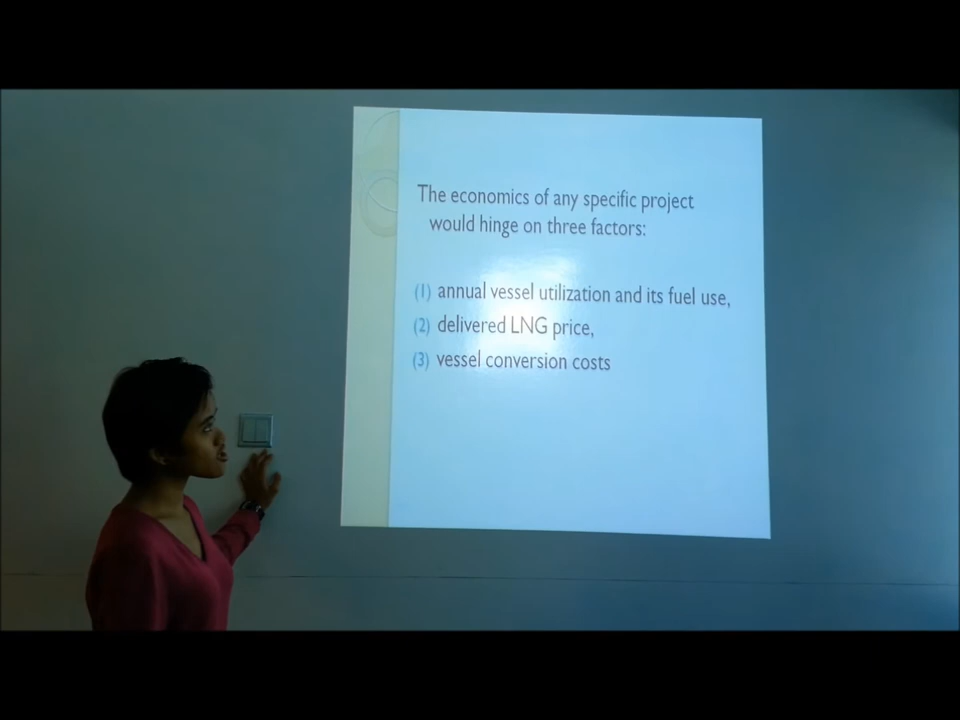 The economics of any specific project
would hinge on three factors:
(1) annual vessel utilization and its fuel use,
(2) delivered LNG price,
(3) vessel conversion costs